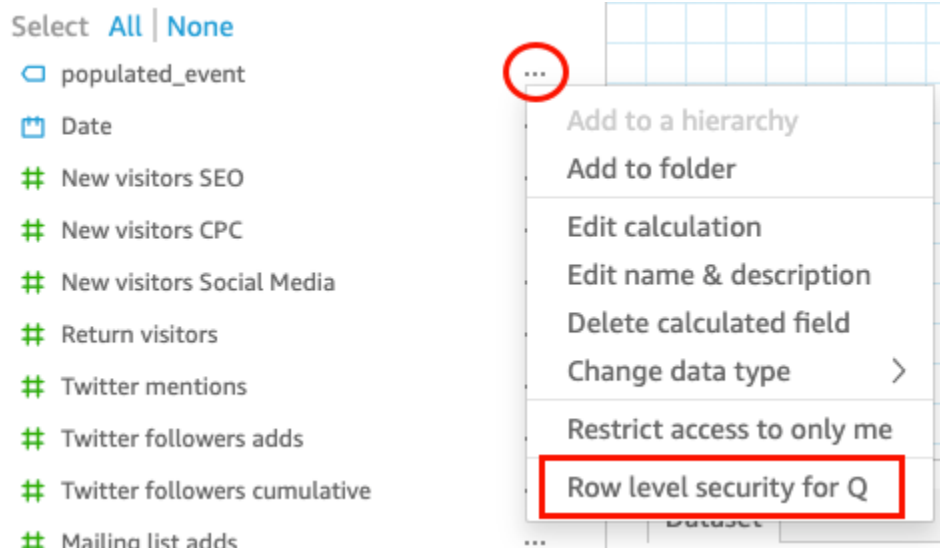 Select All | None
populated_event
...
Date
New visitors SEO
New visitors CPC
New visitors Social Media
Return visitors
Twitter mentions
Twitter followers adds
Twitter followers cumulative
Mailing list adds
...
Add to a hierarchy
Add to folder
Edit calculation
Edit name & description
Delete calculated field
Change data type >
Restrict access to only me
Row level security for Q
Dataset